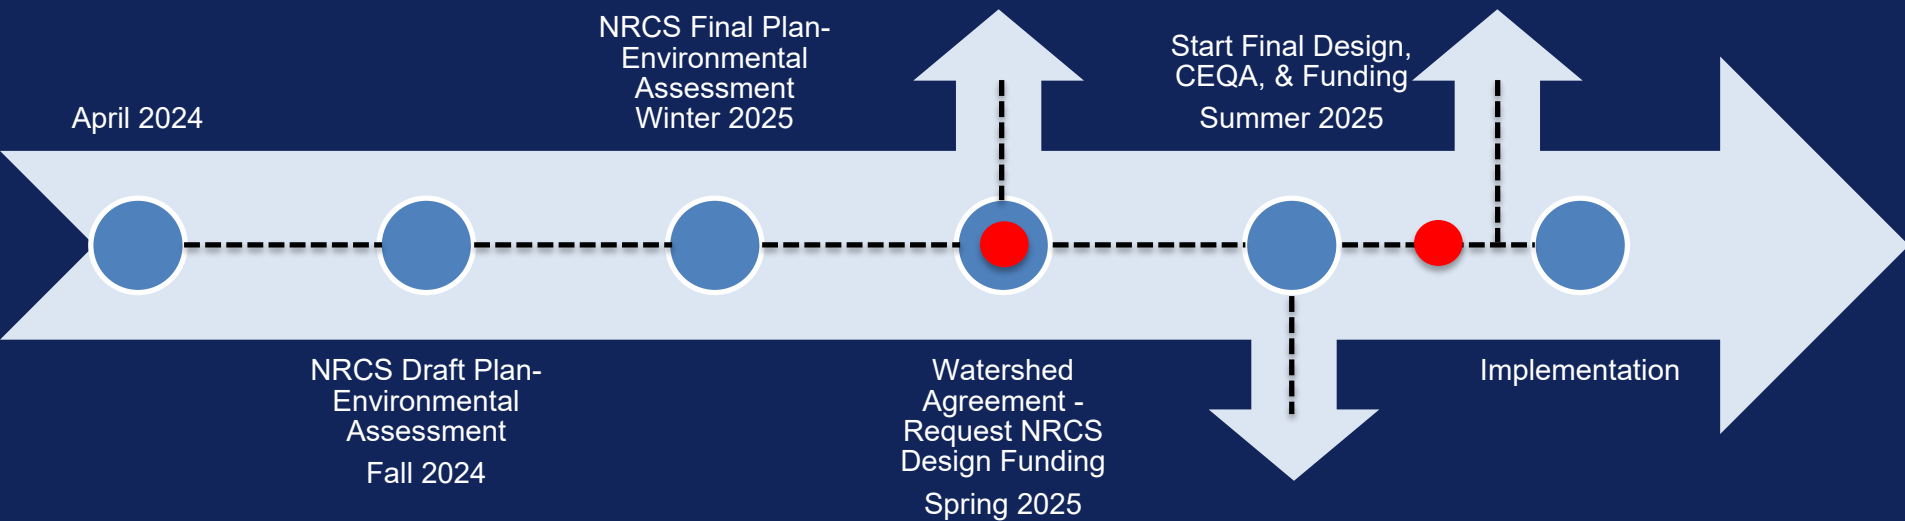 April 2024
NRCS Draft Plan-
Environmental
Assessment
Fall 2024
NRCS Final Plan-
Environmental
Assessment
Winter 2025
Watershed
Agreement -
Request NRCS
Design Funding
Spring 2025
Start Final Design,
CEQA, & Funding
Summer 2025
Implementation